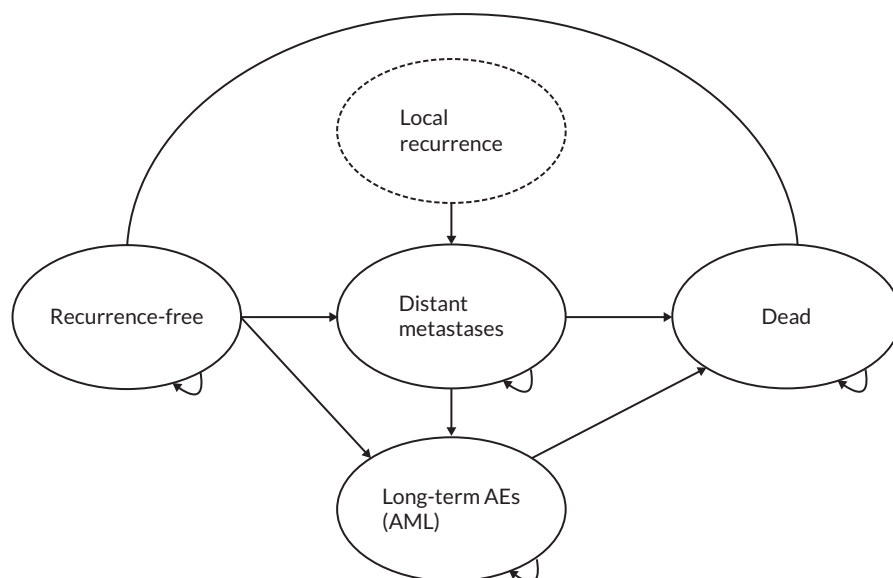 Local
recurrence
Recurrence-free
Distant
metastases
Dead
Long-term AEs
(AML)